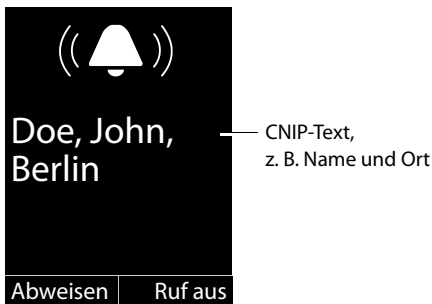 Doe, John,
Berlin
CNIP-Text,
z. B. Name und Ort
Abweisen Ruf aus